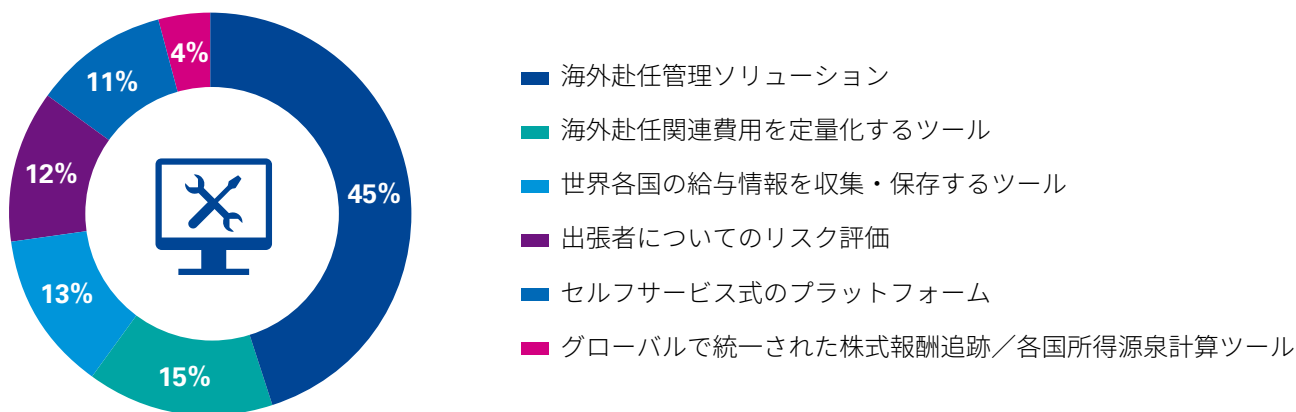 4%
11%
12%
45%
13%
15%
海外赴任管理ソリューション
海外赴任関連費用を定量化するツール
世界各国の給与情報を収集・保存するツール
出張者についてのリスク評価
セルフサービス式のプラットフォーム
グローバルで統一された株式報酬追跡／各国所得源泉計算ツール